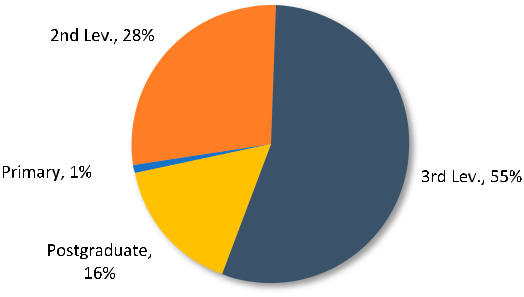 2nd Lev., 28%
Primary, 1%
3rd Lev., 55%
Postgraduate,
16%